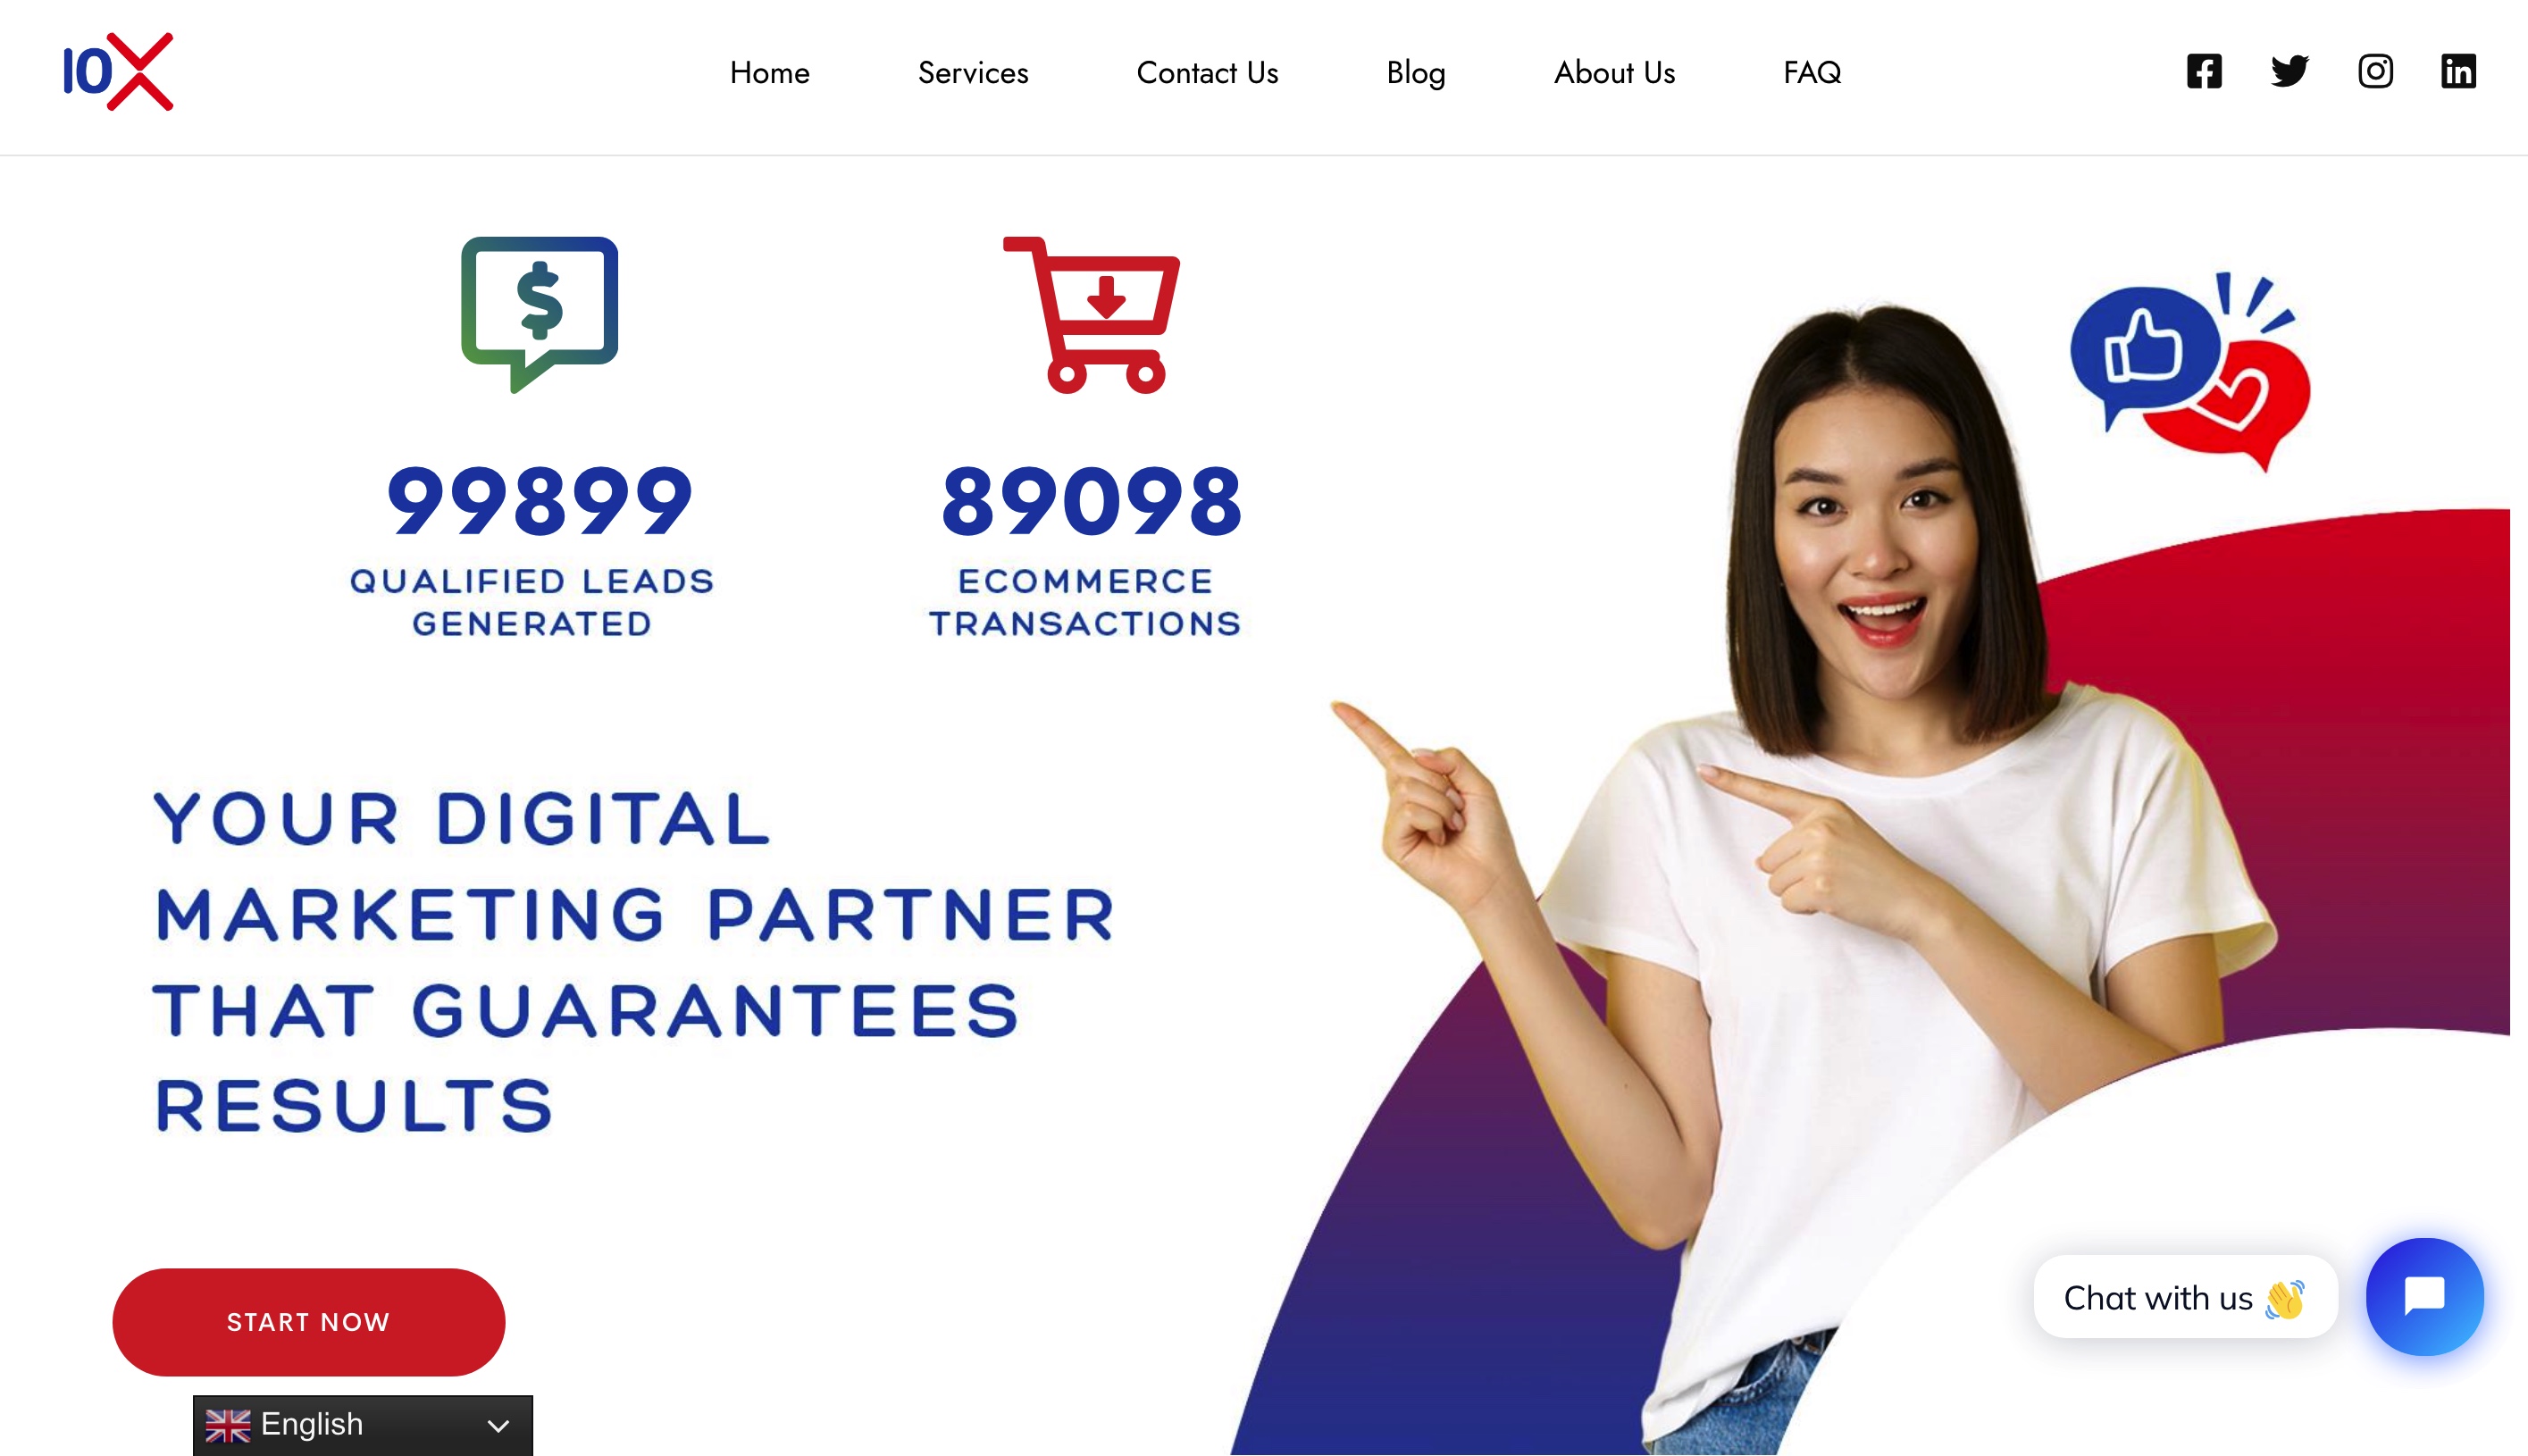 10X
Home
Services
Contact Us
Blog
About Us
FAQ
99899
QUALIFIED LEADS
GENERATED
89098
ECOMMERCE
TRANSACTIONS
YOUR DIGITAL
MARKETING PARTNER
THAT GUARANTEES
RESULTS
START NOW
Chat with us 👋
English